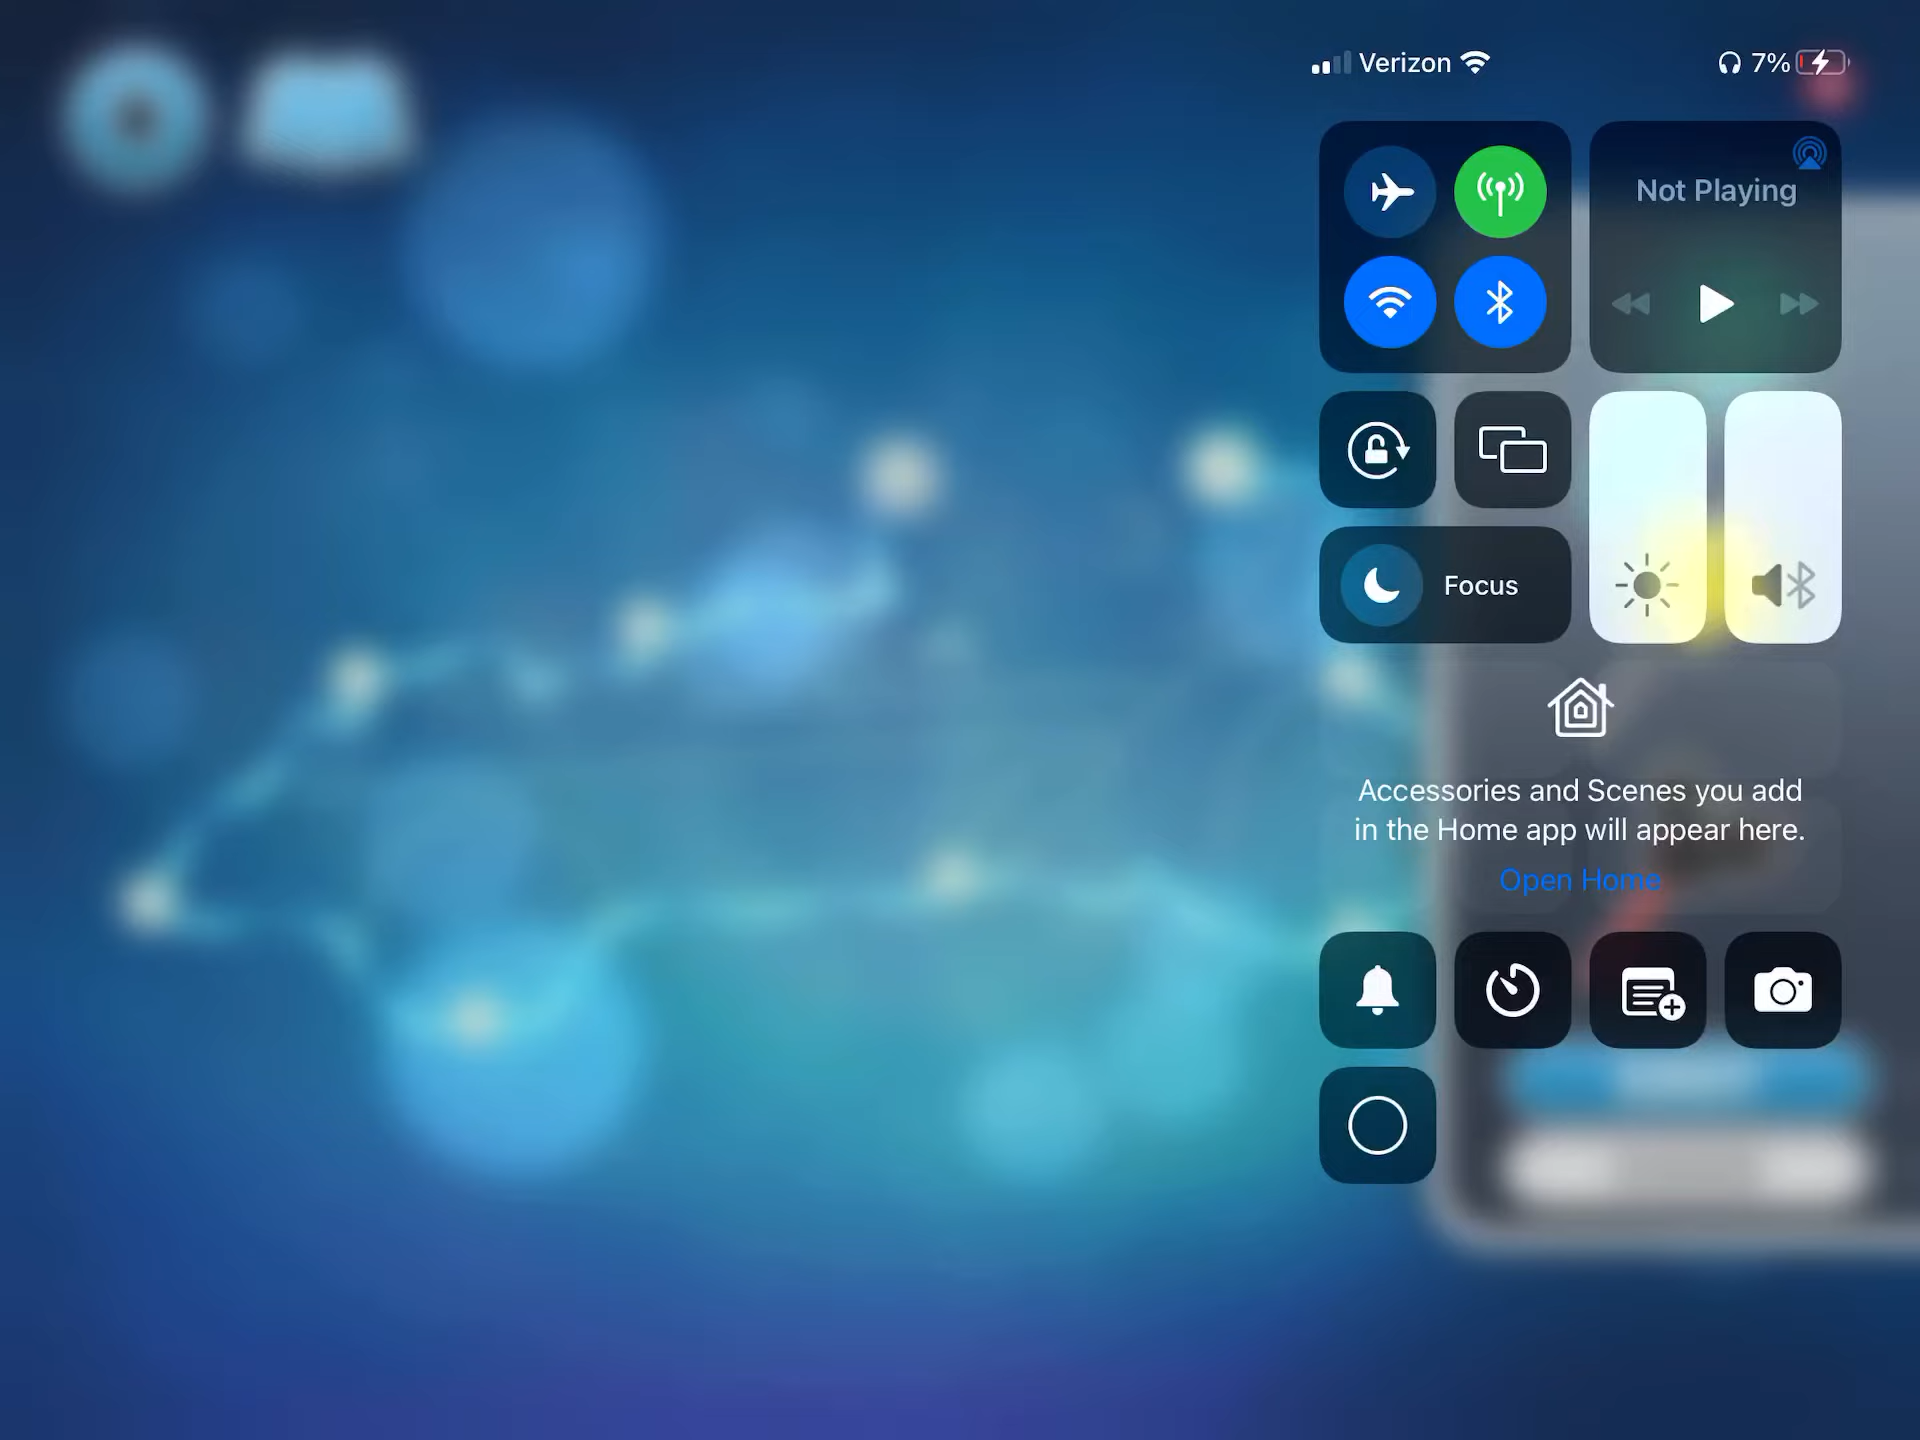 Verizon
7%
Not Playing
Focus
Accessories and Scenes you add
in the Home app will appear here.
Open Home